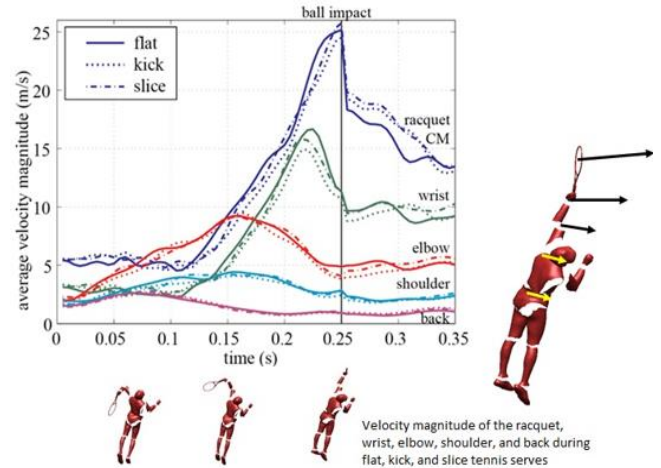 ball impact
25
20
15
10
5
0
average velocity magnitude (m/s)
flat
kick
slice
racquet
CM
wrist
elbow
shoulder
back
0 0.05 0.1 0.15 0.2 0.25 0.3 0.35
time (s)
Velocity magnitude of the racquet,
wrist, elbow, shoulder, and back during
flat, kick, and slice tennis serves